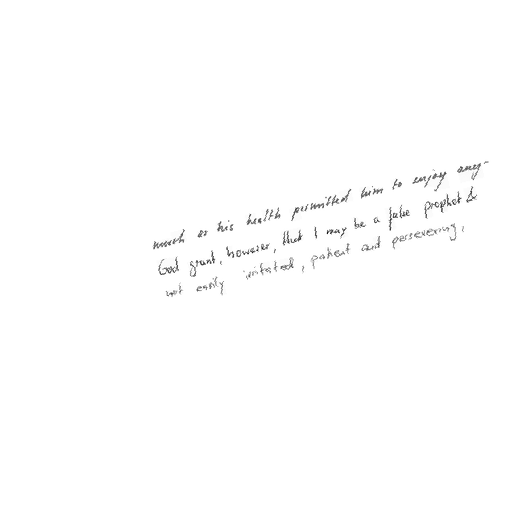 much as his health permitted him to enjoy any-
God grant, however, that I may be a false prophet &
not easily irritated, patient and persevering,